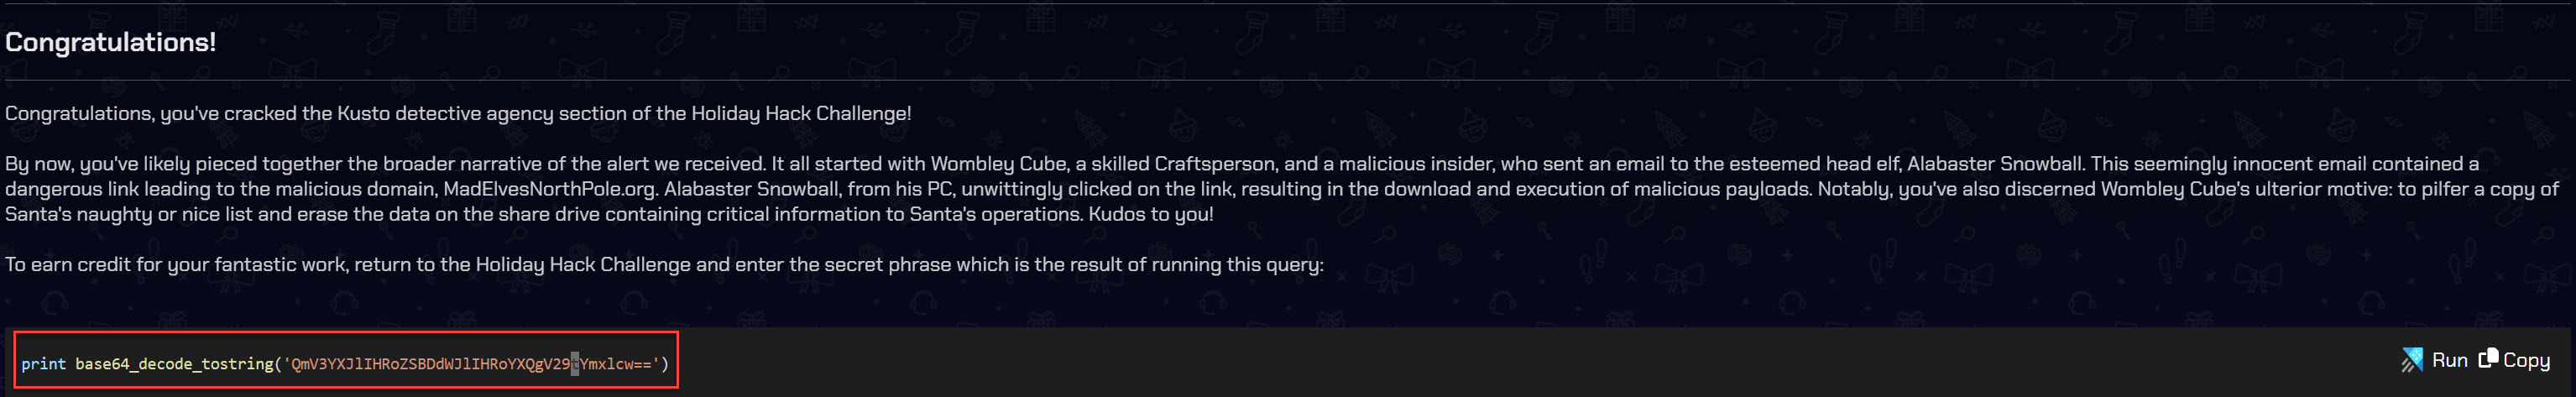 Congratulations!
Congratulations, you've cracked the Kusto detective agency section of the Holiday Hack Challenge!
By now, you've likely pieced together the broader narrative of the alert we received. It all started with Wombley Cube, a skilled Craftsperson, and a malicious insider, who sent an email to the esteemed head elf, Alabaster Snowball. This seemingly innocent email contained a
dangerous link leading to the malicious domain, MadElvesNorthPole.org. Alabaster Snowball, from his PC, unwittingly clicked on the link, resulting in the download and execution of malicious payloads. Notably, you've also discerned Wombley Cube's ulterior motive: to pilfer a copy of
Santa's naughty or nice list and erase the data on the share drive containing critical information to Santa's operations. Kudos to you!
To earn credit for your fantastic work, return to the Holiday Hack Challenge and enter the secret phrase which is the result of running this query:
print base64_decode_tostring('QmV3YXJlIHRoZSBDdWJlIHRoYXQgV29tYmxlcw==') Run Copy